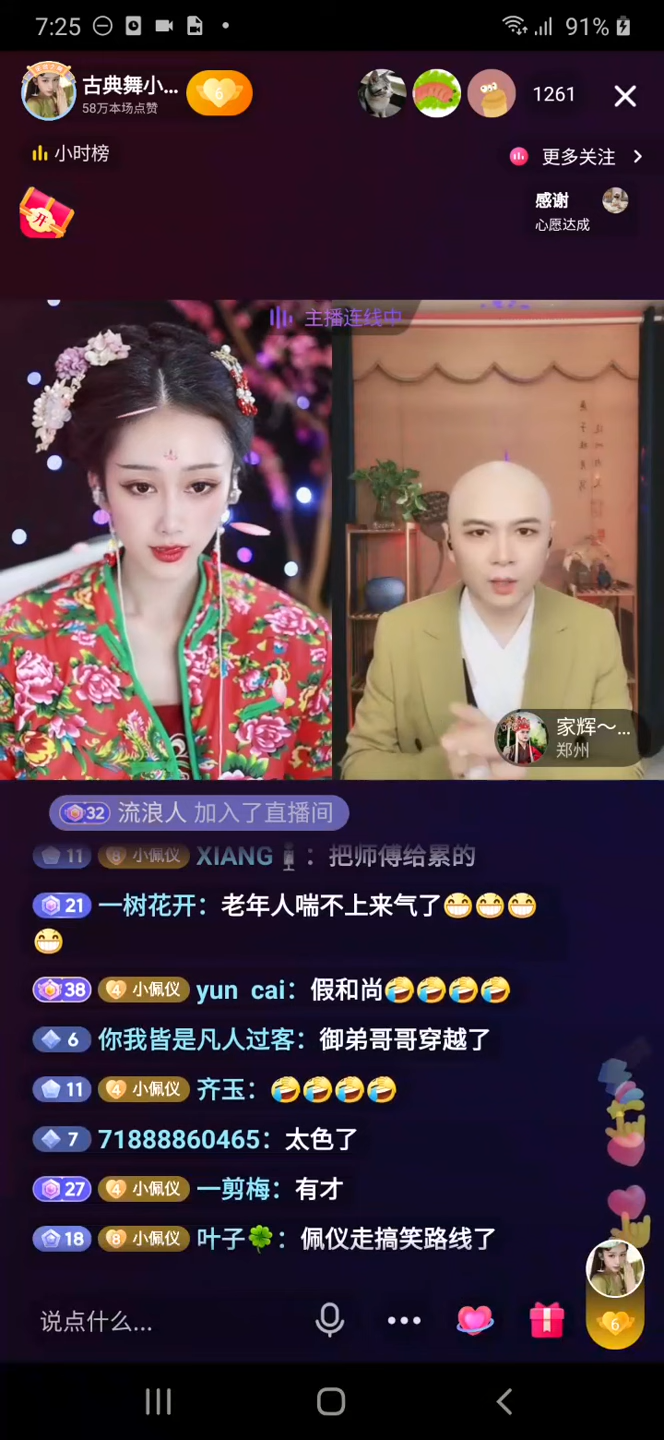 7:25
91%
古典舞小...
58万本场点赞
6
1261
小时榜
更多关注
开
感谢
心愿达成
主播连线中
家辉～...
郑州
32 流浪人 加入了直播间
11 8 小佩仪 XIANG🎙️：把师傅给累的
21 一树花开：老年人喘不上来气了😁😁😁
😁
38 4 小佩仪 yun cai：假和尚🤣🤣🤣🤣
6 你我皆是凡人过客：御弟哥哥穿越了
11 4 小佩仪 齐玉：🤣🤣🤣🤣
7 71888860465：太色了
27 4 小佩仪 一剪梅：有才
18 8 小佩仪 叶子🍀：佩仪走搞笑路线了
说点什么...
6